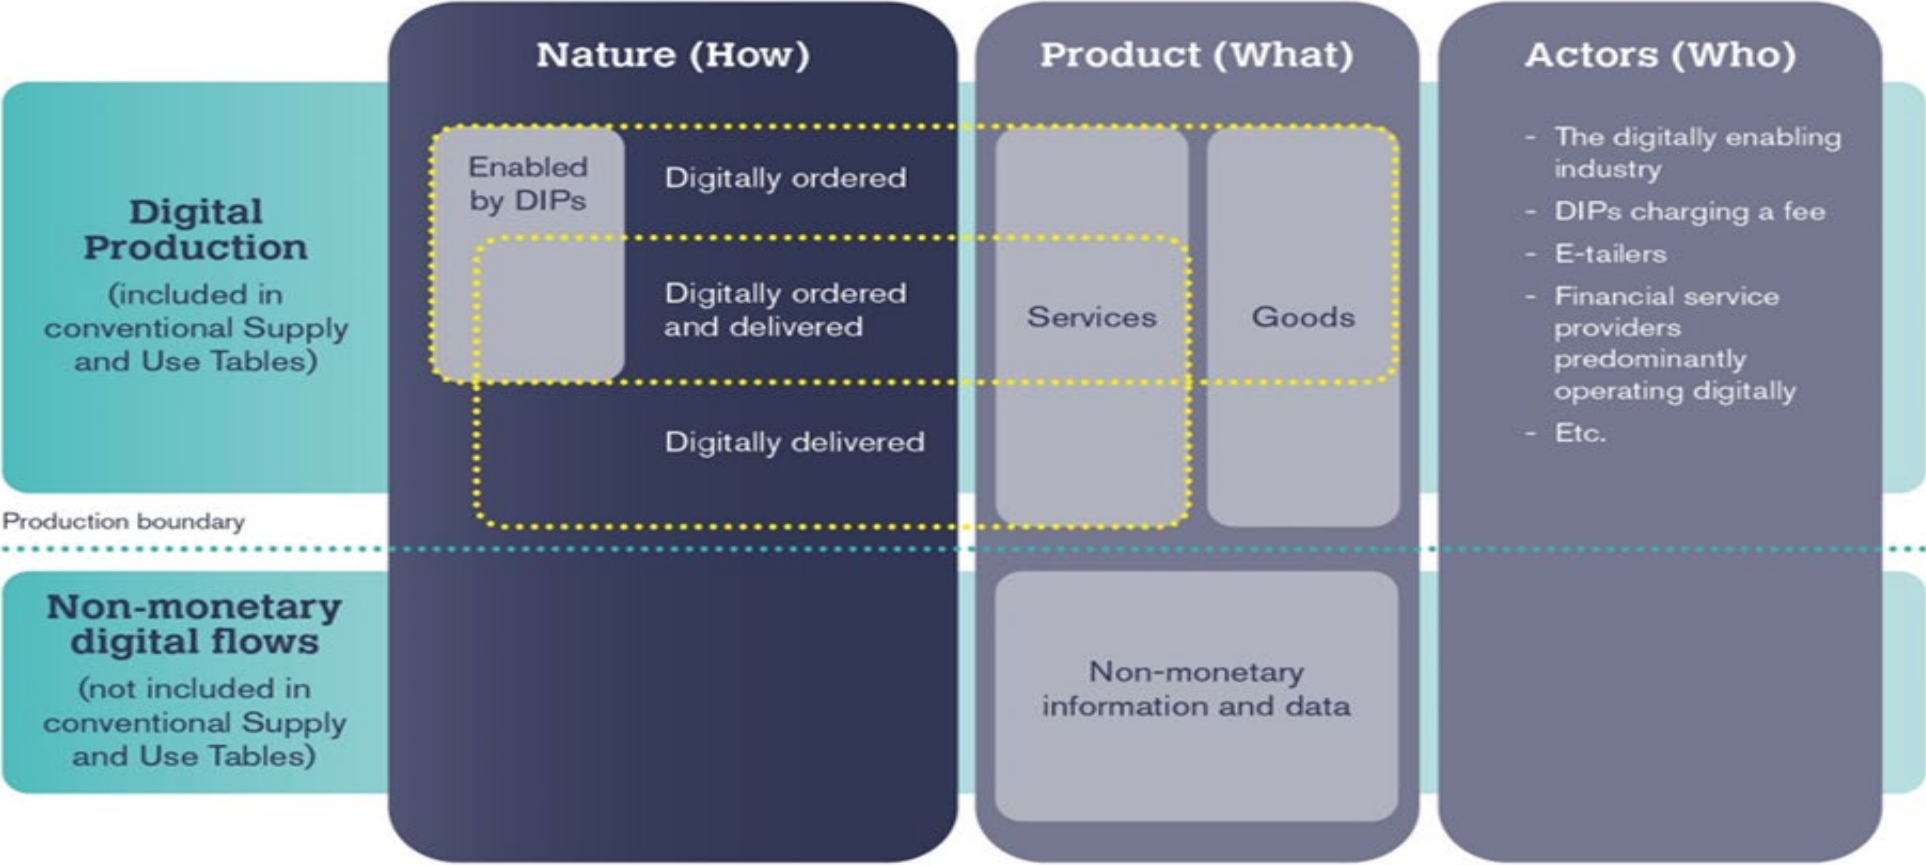 Nature (How)
Product (What)
Actors (Who)
Digital
Production
(included in
conventional Supply
and Use Tables)
Enabled
by DIPs
Digitally ordered
Digitally ordered
and delivered
Digitally delivered
Services
Goods
- The digitally enabling
industry
- DIPs charging a fee
- E-tailers
- Financial service
providers
predominantly
operating digitally
- Etc.
Production boundary
Non-monetary
digital flows
(not included in
conventional Supply
and Use Tables)
Non-monetary
information and data